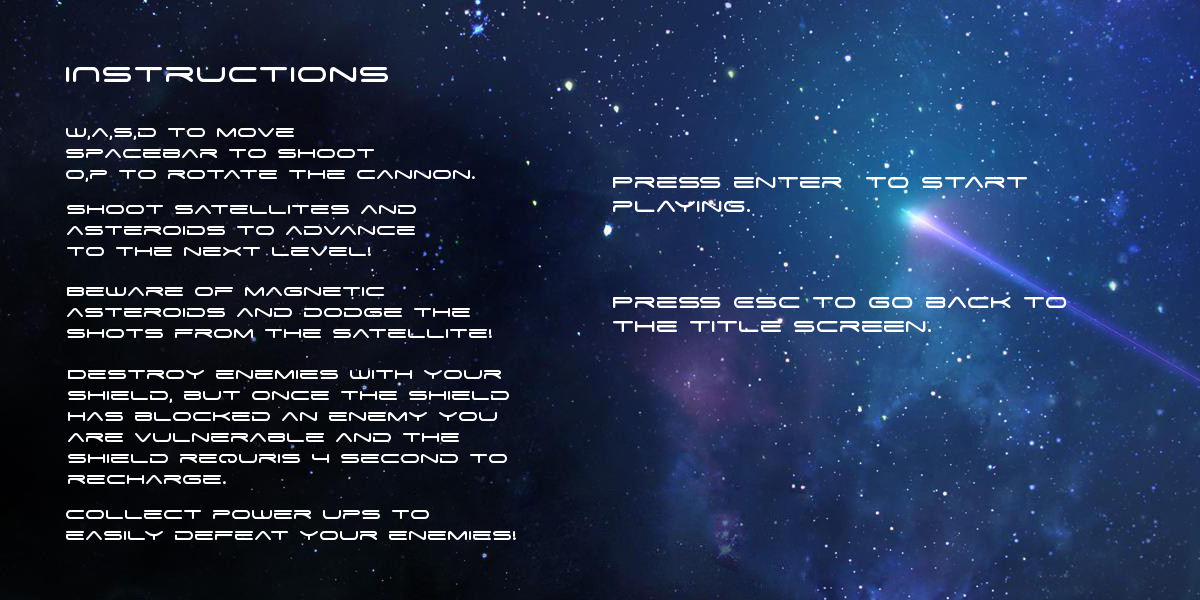 INSTRUCTIONS
W,A,S,D TO MOVE
SPACEBAR TO SHOOT
O,P TO ROTATE THE CANNON.
SHOOT SATELLITES AND
ASTEROIDS TO ADVANCE
TO THE NEXT LEVEL!
BEWARE OF MAGNETIC
ASTEROIDS AND DODGE THE
SHOTS FROM THE SATELLITE!
DESTROY ENEMIES WITH YOUR
SHIELD, BUT ONCE THE SHIELD
HAS BLOCKED AN ENEMY YOU
ARE VULNERABLE AND THE
SHIELD REQURIS 4 SECOND TO
RECHARGE.
COLLECT POWER UPS TO
EASILY DEFEAT YOUR ENEMIES!
PRESS ENTER TO START
PLAYING.
PRESS ESC TO GO BACK TO
THE TITLE SCREEN.